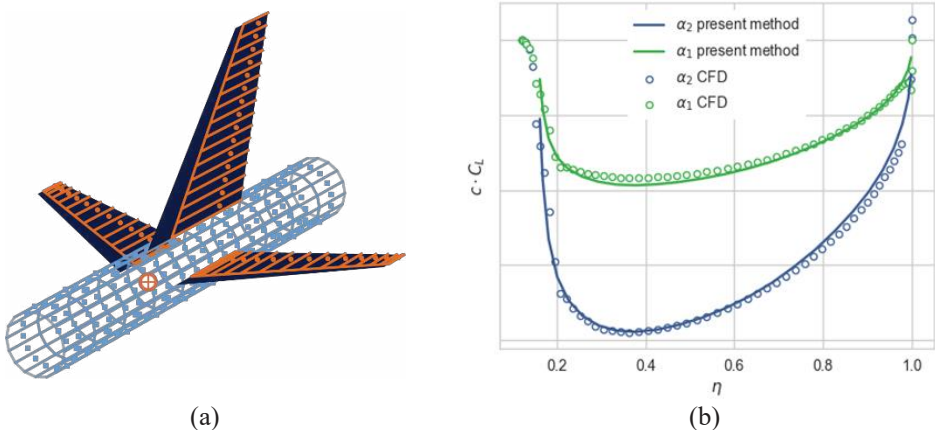 α₂ present method
α₁ present method
α₂ CFD
α₁ CFD
c · C_L
0.2 0.4 0.6 0.8 1.0
η
(a) (b)